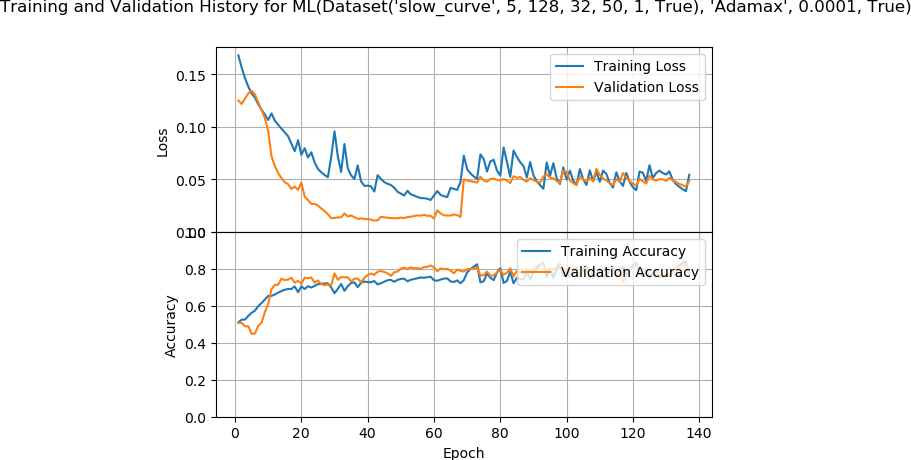 Training and Validation History for ML(Dataset('slow_curve', 5, 128, 32, 50, 1, True), 'Adamax', 0.0001, True)
Training Loss
Validation Loss
0.15
0.10
0.05
0.00
Loss
1.0
Training Accuracy
Validation Accuracy
0.8
0.6
0.4
0.2
0.0
Accuracy
0 20 40 60 80 100 120 140
Epoch